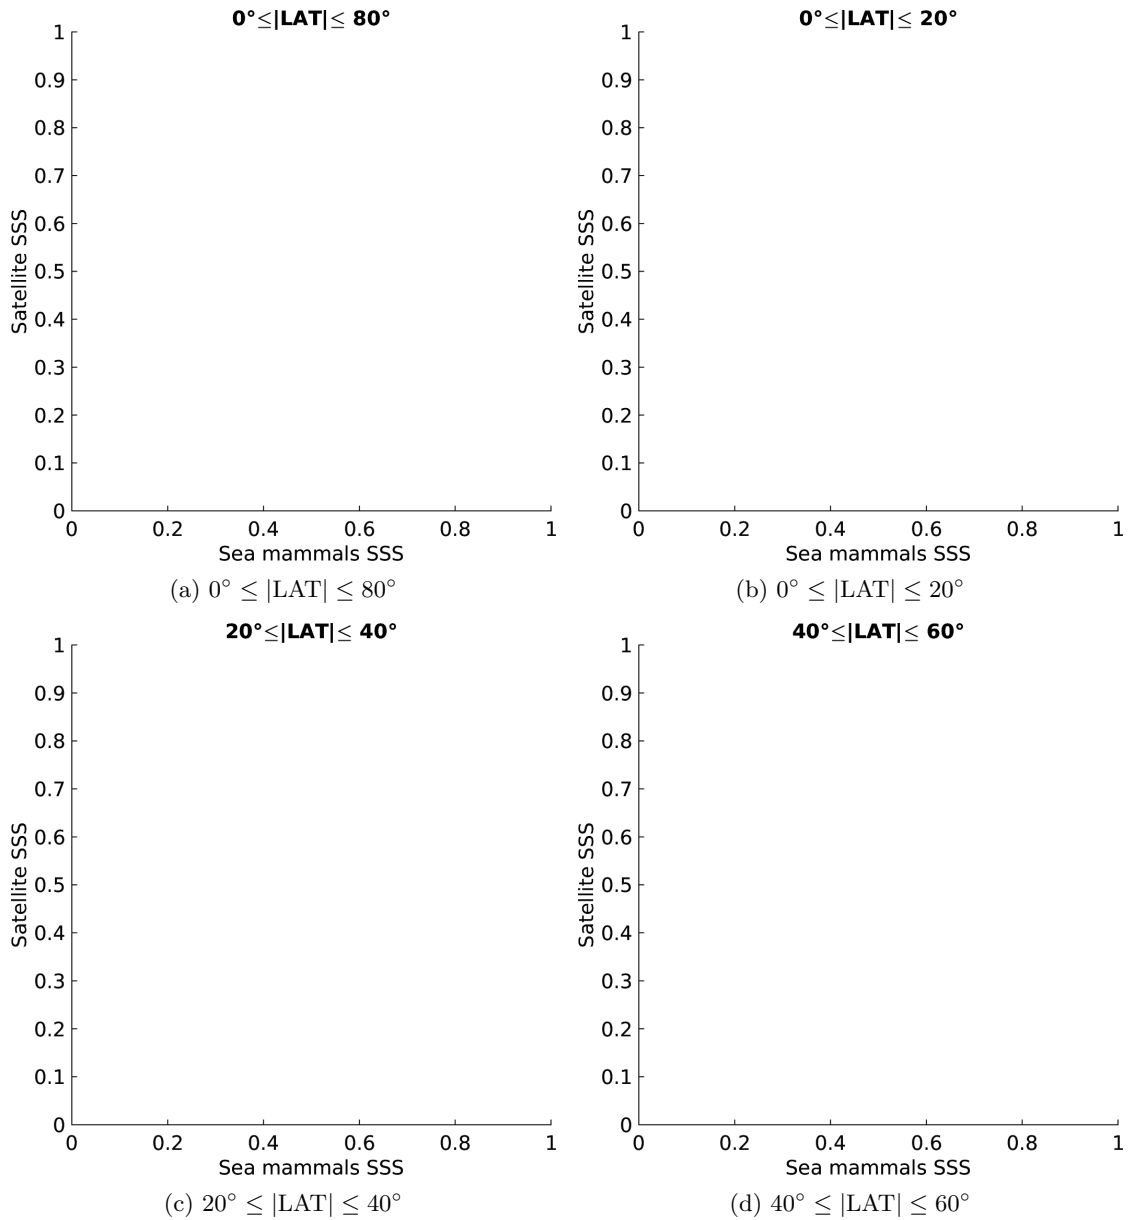 0°≤|LAT|≤ 80°
1
0.9
0.8
0.7
0.6
0.5
0.4
0.3
0.2
0.1
0
Satellite SSS
0 0.2 0.4 0.6 0.8 1
Sea mammals SSS
(a) 0° ≤ |LAT| ≤ 80°
0°≤|LAT|≤ 20°
1
0.9
0.8
0.7
0.6
0.5
0.4
0.3
0.2
0.1
0
Satellite SSS
0 0.2 0.4 0.6 0.8 1
Sea mammals SSS
(b) 0° ≤ |LAT| ≤ 20°
20°≤|LAT|≤ 40°
1
0.9
0.8
0.7
0.6
0.5
0.4
0.3
0.2
0.1
0
Satellite SSS
0 0.2 0.4 0.6 0.8 1
Sea mammals SSS
(c) 20° ≤ |LAT| ≤ 40°
40°≤|LAT|≤ 60°
1
0.9
0.8
0.7
0.6
0.5
0.4
0.3
0.2
0.1
0
Satellite SSS
0 0.2 0.4 0.6 0.8 1
Sea mammals SSS
(d) 40° ≤ |LAT| ≤ 60°